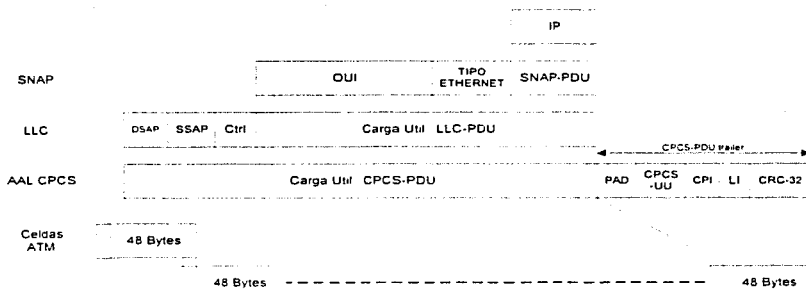 IP
SNAP
OUI
TIPO
ETHERNET
SNAP-PDU
LLC
DSAP
SSAP
Ctrl
Carga Util LLC-PDU
CPCS-PDU trailer
AAL CPCS
Carga Util CPCS-PDU
PAD
CPCS
-UU
CPI
LI
CRC-32
Celdas
ATM
48 Bytes
48 Bytes
48 Bytes